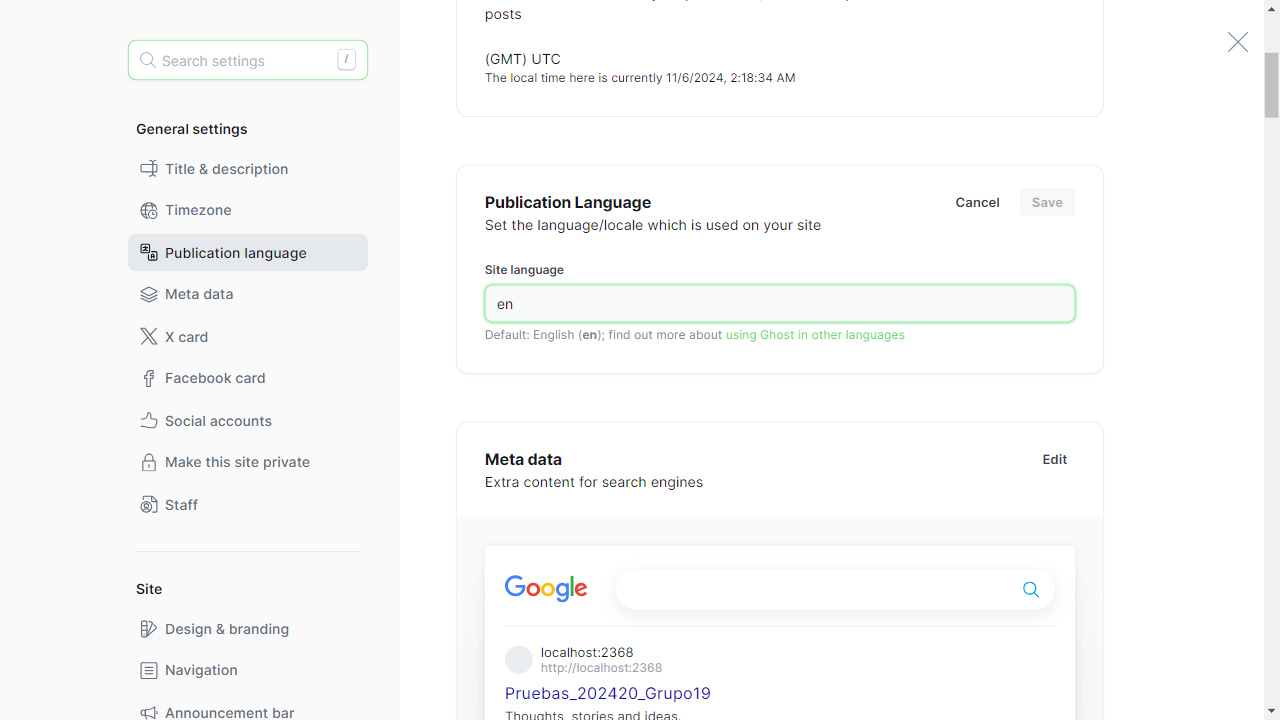 Search settings
/
General settings
Title & description
Timezone
Publication language
Meta data
X card
Facebook card
Social accounts
Make this site private
Staff
Site
Design & branding
Navigation
Announcement bar
posts
(GMT) UTC
The local time here is currently 11/6/2024, 2:18:34 AM
Publication Language
Cancel
Save
Set the language/locale which is used on your site
Site language
en
Default: English (en); find out more about using Ghost in other languages
Meta data
Edit
Extra content for search engines
Google
localhost:2368
http://localhost:2368
Pruebas_202420_Grupo19
Thoughts, stories and ideas.